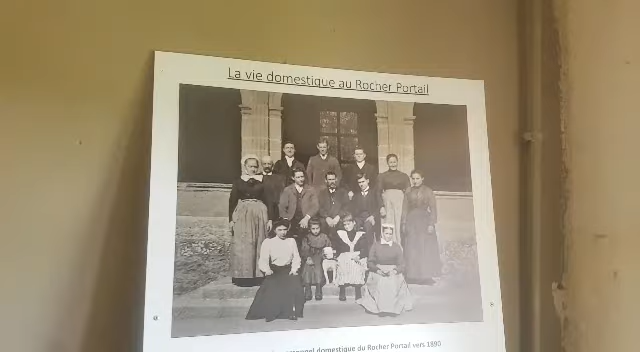 La vie domestique au Rocher Portail
domestique du Rocher Portail vers 1890